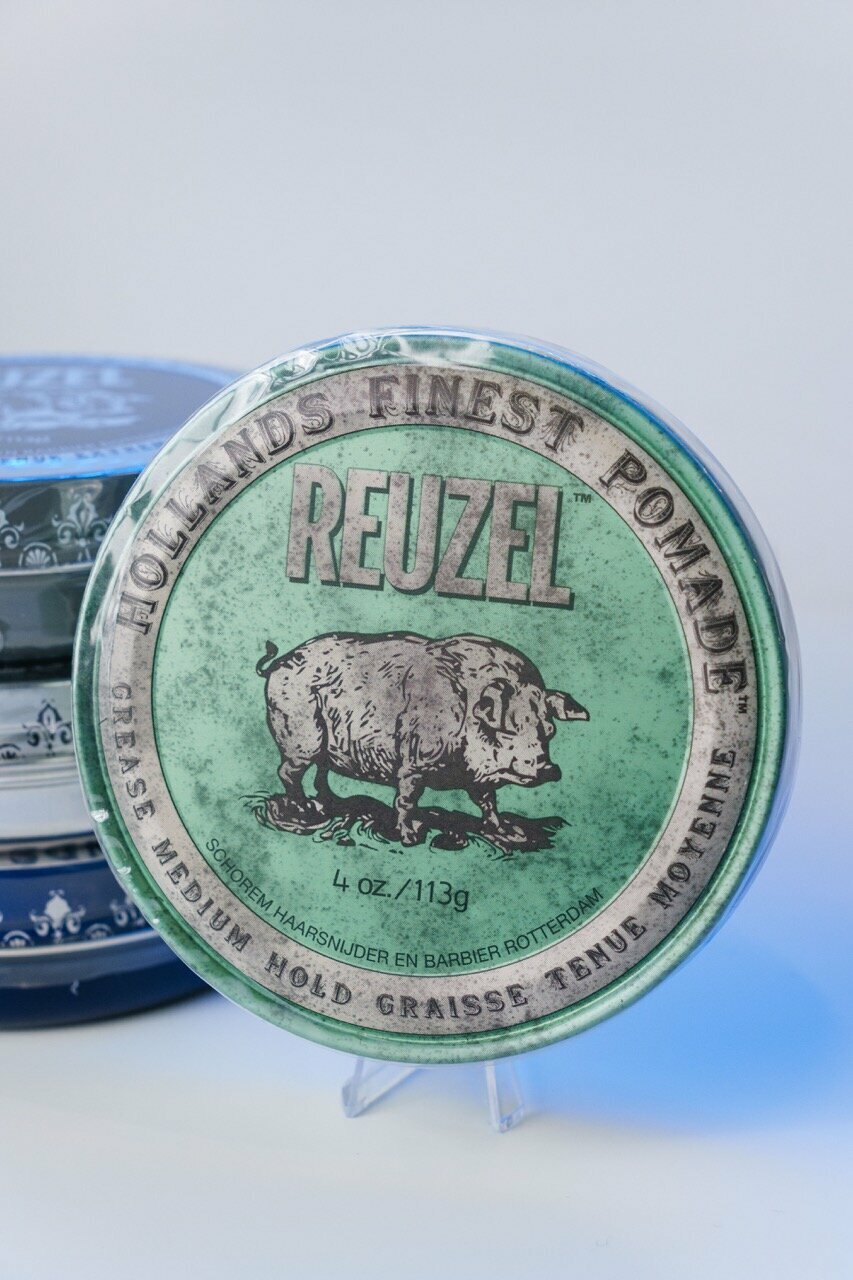 HOLLANDS FINEST POMADE™
REUZEL™
4 oz./113g
SCHOREM HAARSNIJDER EN BARBIER ROTTERDAM
GREASE MEDIUM HOLD GRAISSE TENUE MOYENNE